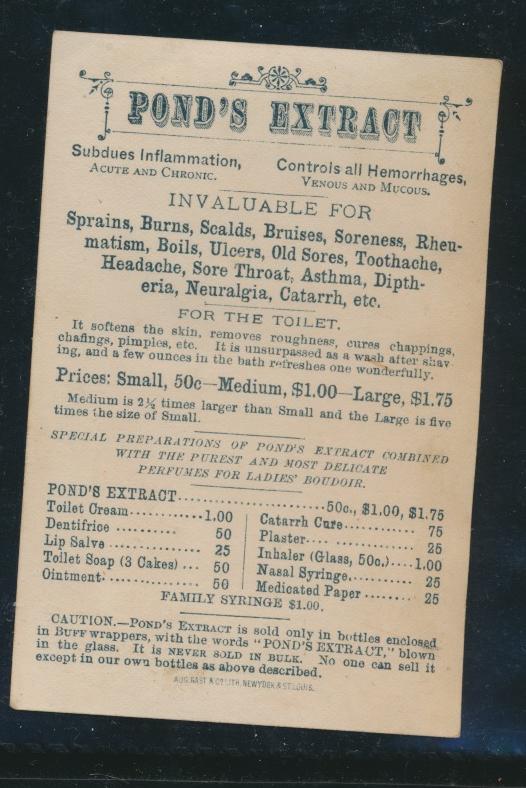 POND'S EXTRACT
Subdues Inflammation,
ACUTE AND CHRONIC.
Controls all Hemorrhages,
VENOUS AND MUCOUS.
INVALUABLE FOR
Sprains, Burns, Scalds, Bruises, Soreness, Rheu-
matism, Boils, Ulcers, Old Sores, Toothache,
Headache, Sore Throat, Asthma, Dipth-
eria, Neuralgia, Catarrh, etc.
FOR THE TOILET.
It softens the skin, removes roughness, cures chappings,
chafings, pimples, etc. It is unsurpassed as a wash after shav
ing, and a few ounces in the bath refreshes one wonderfully.
Prices: Small, 50c—Medium, $1.00—Large, $1.75
Medium is 2¼ times larger than Small and the Large is five
times the size of Small.
SPECIAL PREPARATIONS OF POND'S EXTRACT COMBINED
WITH THE PUREST AND MOST DELICATE
PERFUMES FOR LADIES' BOUDOIR.
POND'S EXTRACT..........................50c., $1.00, $1.75
Toilet Cream..........1.00
Dentifrice ........... 50
Lip Salve ............. 25
Toilet Soap (3 Cakes) ... 50
Ointment.............. 50
Catarrh Cure.......... 75
Plaster.... ........... 25
Inhaler (Glass, 50c.)....1.00
Nasal Syringe.......... 25
Medicated Paper ........ 25
FAMILY SYRINGE $1.00.
CAUTION.—POND'S EXTRACT is sold only in bottles enclosed
in BUFF wrappers, with the words "POND'S EXTRACT," blown
in the glass. It is NEVER SOLD IN BULK. No one can sell it
except in our own bottles as above described.
AUG. GAST & CO. LITH. NEW YORK & ST. LOUIS.